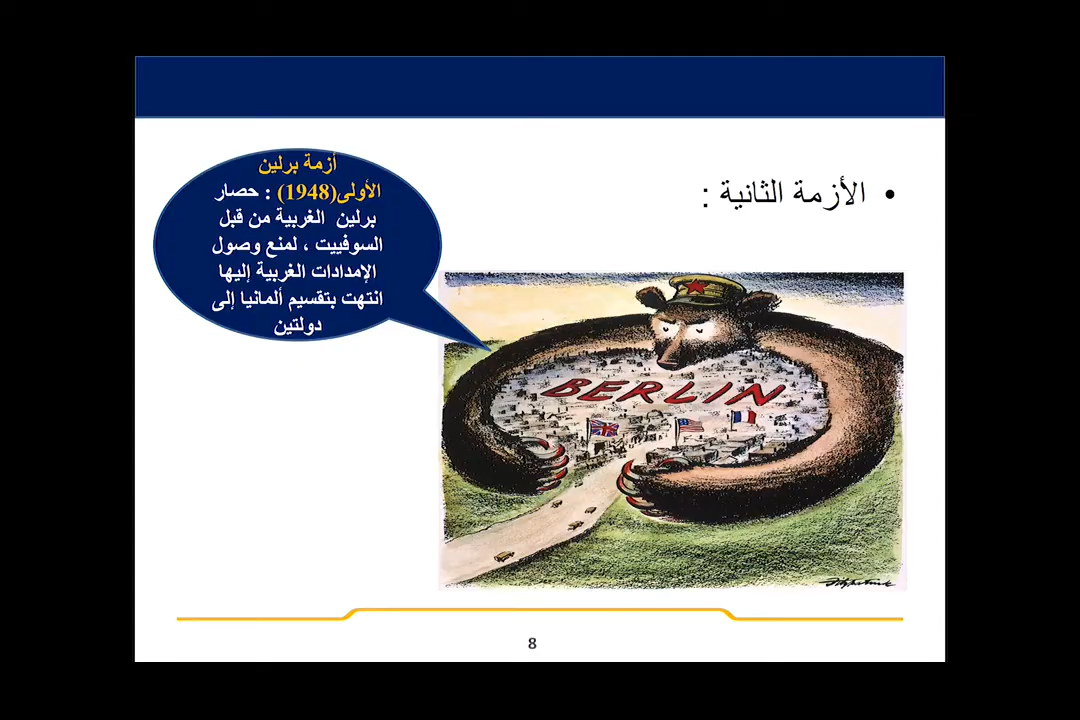 الأزمة الثانية :
أزمة برلين
الأولى(1948) : حصار
برلين الغربية من قبل
السوفييت ، لمنع وصول
الإمدادات الغربية إليها
انتهت بتقسيم ألمانيا إلى
دولتين
BERLIN
Fitzpatrick
8